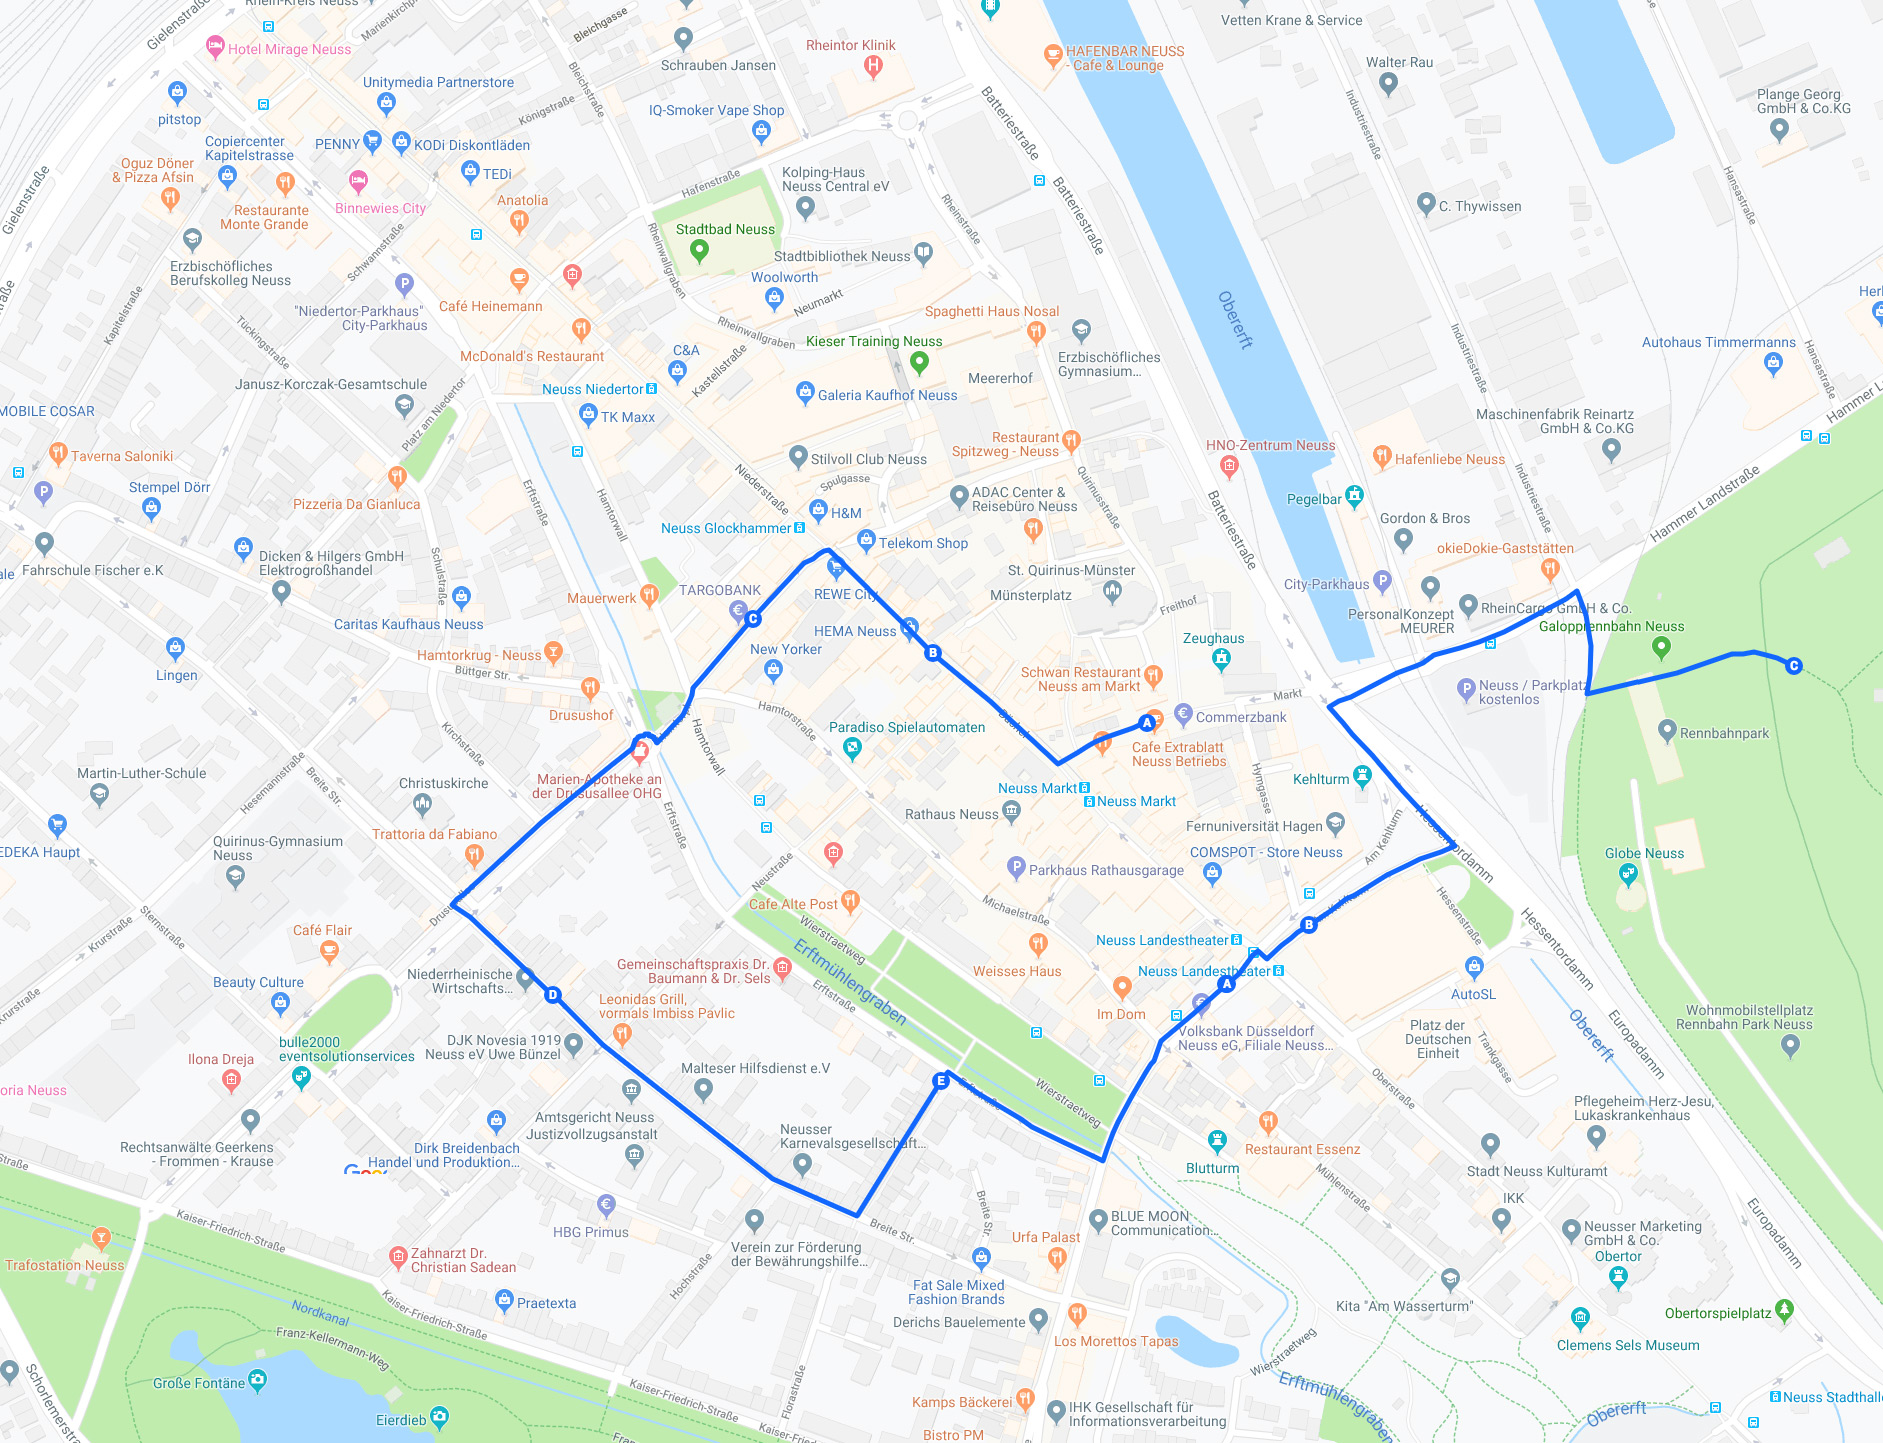 Rhein-Kreis Neuss
Marienkirchplatz
Bleichgasse
Vetten Krane & Service
Gielenstraße
Hotel Mirage Neuss
Schrauben Jansen
Rheintor Klinik
HAFENBAR NEUSS
- Cafe & Lounge
Walter Rau
Unitymedia Partnerstore
Bleichstraße
Königstraße
pitstop
IQ-Smoker Vape Shop
Batteriestraße
Industriestraße
Plange Georg
GmbH & Co.KG
Copiercenter
Kapitelstrasse
PENNY
KODi Diskontläden
Oguz Döner
& Pizza Afsin
TEDi
Hafenstraße
Kolping-Haus
Neuss Central eV
Binnewies City
Anatolia
Restaurante
Monte Grande
Gielenstraße
Rheinstraße
Batteriestraße
C. Thywissen
Hansastraße
Stadtbad Neuss
Rheinwallgraben
Schwannstraße
Erzbischöfliches
Berufskolleg Neuss
Stadtbibliothek Neuss
Woolworth
Café Heinemann
"Niedertor-Parkhaus"
City-Parkhaus
Neumarkt
Spaghetti Haus Nosal
Obererft
Kapitelstraße
Tückingstraße
Rheinwallgraben
McDonald's Restaurant
C&A
Kieser Training Neuss
Erzbischöfliches
Gymnasium...
Industriestraße
Autohaus Timmermanns
Hansastraße
Janusz-Korczak-Gesamtschule
Neuss Niedertor
Kastellstraße
Meererhof
Galeria Kaufhof Neuss
MOBILE COSAR
Platz am Niedertor
TK Maxx
Maschinenfabrik Reinartz
GmbH & Co.KG
Hammer L
Restaurant
Spitzweg - Neuss
HNO-Zentrum Neuss
Hafenliebe Neuss
Taverna Saloniki
Stilvoll Club Neuss
Niederstraße
Spulgasse
Stempel Dörr
Pizzeria Da Gianluca
Erftstraße
Hamtorwall
Quirinusstraße
Batteriestraße
Pegelbar
Industriestraße
Hammer Landstraße
ADAC Center &
Reisebüro Neuss
H&M
Neuss Glockhammer
Telekom Shop
Gordon & Bros
okieDokie-Gaststätten
Fahrschule Fischer e.K
Dicken & Hilgers GmbH
Elektrogroßhandel
Schulstraße
TARGOBANK
REWE City
St. Quirinus-Münster
Münsterplatz
City-Parkhaus
Mauerwerk
Freithof
PersonalKonzept
MEURER
RheinCargo GmbH & Co.
Galopprennbahn Neuss
Caritas Kaufhaus Neuss
HEMA Neuss
Zeughaus
Hamtorkrug - Neuss
New Yorker
Lingen
Büttger Str.
Schwan Restaurant
Neuss am Markt
Markt
Neuss / Parkplatz
kostenlos
Drusushof
Hamtorstraße
Commerzbank
Kirchstraße
Hamtorwall
Paradiso Spielautomaten
Cafe Extrablatt
Neuss Betriebs
Rennbahnpark
Martin-Luther-Schule
Hesemannstraße
Breite Str.
Christuskirche
Marien-Apotheke an
der Drususallee OHG
Neuss Markt
Neuss Markt
Hymgasse
Kehlturm
Rathaus Neuss
Erftstraße
Fernuniversität Hagen
Am Kehlturm
Hessentordamm
Trattoria da Fabiano
Quirinus-Gymnasium
Neuss
EDEKA Haupt
COMSPOT - Store Neuss
Globe Neuss
Parkhaus Rathausgarage
Neustraße
Cafe Alte Post
Michaelstraße
Hessenstraße
Hessentordamm
Krurstraße
Sternstraße
Café Flair
Wierstraetweg
Neuss Landestheater
Weisses Haus
Neuss Landestheater
Erftmühlengraben
Gemeinschaftspraxis Dr.
Baumann & Dr. Sels
Niederrheinische
Wirtschafts...
Beauty Culture
AutoSL
Erftstraße
Leonidas Grill,
vormals Imbiss Pavlic
Im Dom
Krurstraße
Obererft
Europadamm
Wohnmobilstellplatz
Rennbahn Park Neuss
Volksbank Düsseldorf
Neuss eG, Filiale Neuss...
Platz der
Deutschen
Einheit
Trankgasse
DJK Novesia 1919
Neuss eV Uwe Bünzel
bulle2000
eventsolutionservices
Ilona Dreja
Malteser Hilfsdienst e.V
Erftstraße
Wierstraetweg
Oberstraße
oria Neuss
Pflegeheim Herz-Jesu,
Lukaskrankenhaus
Amtsgericht Neuss
Justizvollzugsanstalt
Neusser
Karnevalsgesellschaft...
Rechtsanwälte Geerkens
- Frommen - Krause
Dirk Breidenbach
Handel und Produktion...
Restaurant Essenz
Blutturm
Stadt Neuss Kulturamt
Mühlenstraße
Kaiser-Friedrich-Straße
HBG Primus
Breite Str.
Breite Str.
BLUE MOON
Communication...
IKK
Neusser Marketing
GmbH & Co.
Europadamm
Urfa Palast
Trafostation Neuss
Zahnarzt Dr.
Christian Sadean
Hochstraße
Verein zur Förderung
der Bewährungshilfe...
Obertor
Fat Sale Mixed
Fashion Brands
Praetexta
Nordkanal
Kaiser-Friedrich-Straße
Kita "Am Wasserturm"
Obertorspielplatz
Derichs Bauelemente
Los Morettos Tapas
Clemens Sels Museum
Franz-Kellermann-Weg
Wierstraetweg
Große Fontäne
Schorlemerstraße
Kaiser-Friedrich-Straße
Florastraße
Erftmühlengraben
Neuss Stadthalle
Kamps Bäckerei
IHK Gesellschaft für
Informationsverarbeitung
Obererft
Eierdieb
Bistro PM
Kaiser-